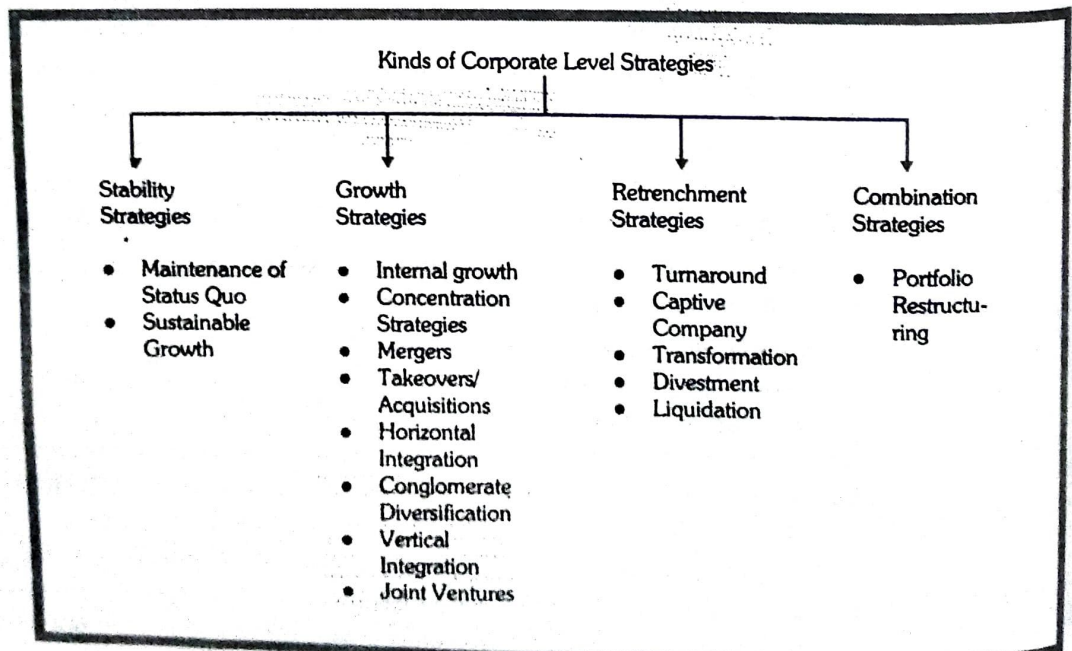 Kinds of Corporate Level Strategies
Stability
Strategies
• Maintenance of
Status Quo
• Sustainable
Growth
Growth
Strategies
• Internal growth
• Concentration
Strategies
• Mergers
• Takeovers/
Acquisitions
• Horizontal
Integration
• Conglomerate
Diversification
• Vertical
Integration
• Joint Ventures
Retrenchment
Strategies
• Turnaround
• Captive
Company
• Transformation
• Divestment
• Liquidation
Combination
Strategies
• Portfolio
Restructu-
ring